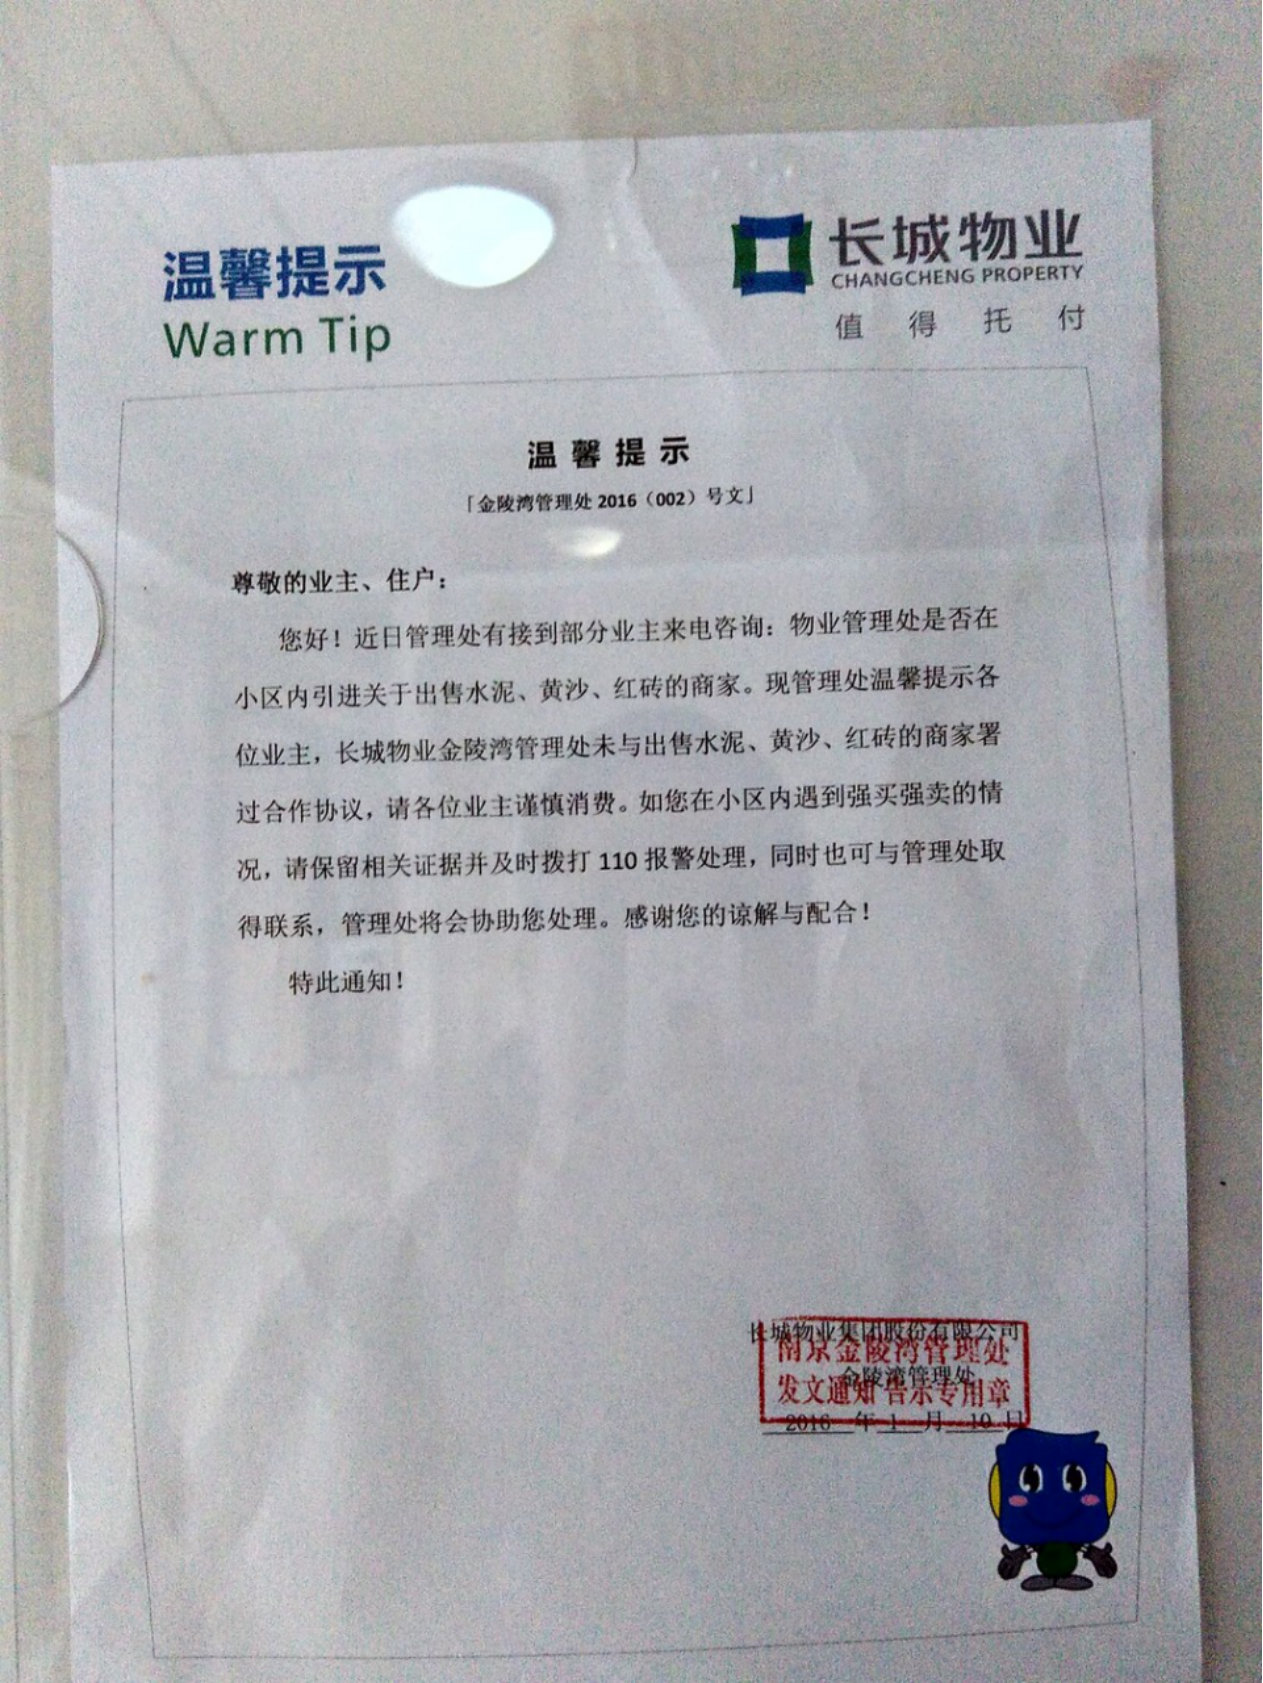 温馨提示
Warm Tip
长城物业
CHANGCHENG PROPERTY
值得托付
温馨提示
「金陵湾管理处 2016（002）号文」
尊敬的业主、住户：
您好！近日管理处有接到部分业主来电咨询：物业管理处是否在
小区内引进关于出售水泥、黄沙、红砖的商家。现管理处温馨提示各
位业主，长城物业金陵湾管理处未与出售水泥、黄沙、红砖的商家署
过合作协议，请各位业主谨慎消费。如您在小区内遇到强买强卖的情
况，请保留相关证据并及时拨打 110 报警处理，同时也可与管理处取
得联系，管理处将会协助您处理。感谢您的谅解与配合！
特此通知！
长城物业集团股份有限公司
南京金陵湾管理处
金陵湾管理处
发文通知告示专用章
2016 年 1 月 10 日